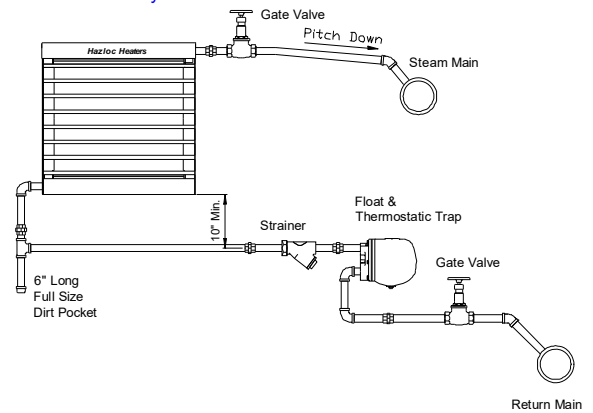 Gate Valve
Pitch Down
Hazloc Heaters
Steam Main
10" Min.
Float &
Thermostatic Trap
Strainer
Gate Valve
6" Long
Full Size
Dirt Pocket
Return Main